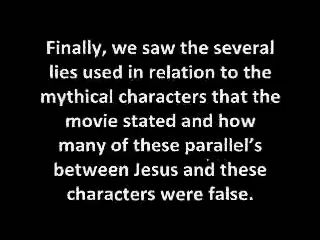 Finally, we saw the several
lies used in relation to the
mythical characters that the
movie stated and how
many of these parallel's
between Jesus and these
characters were false.